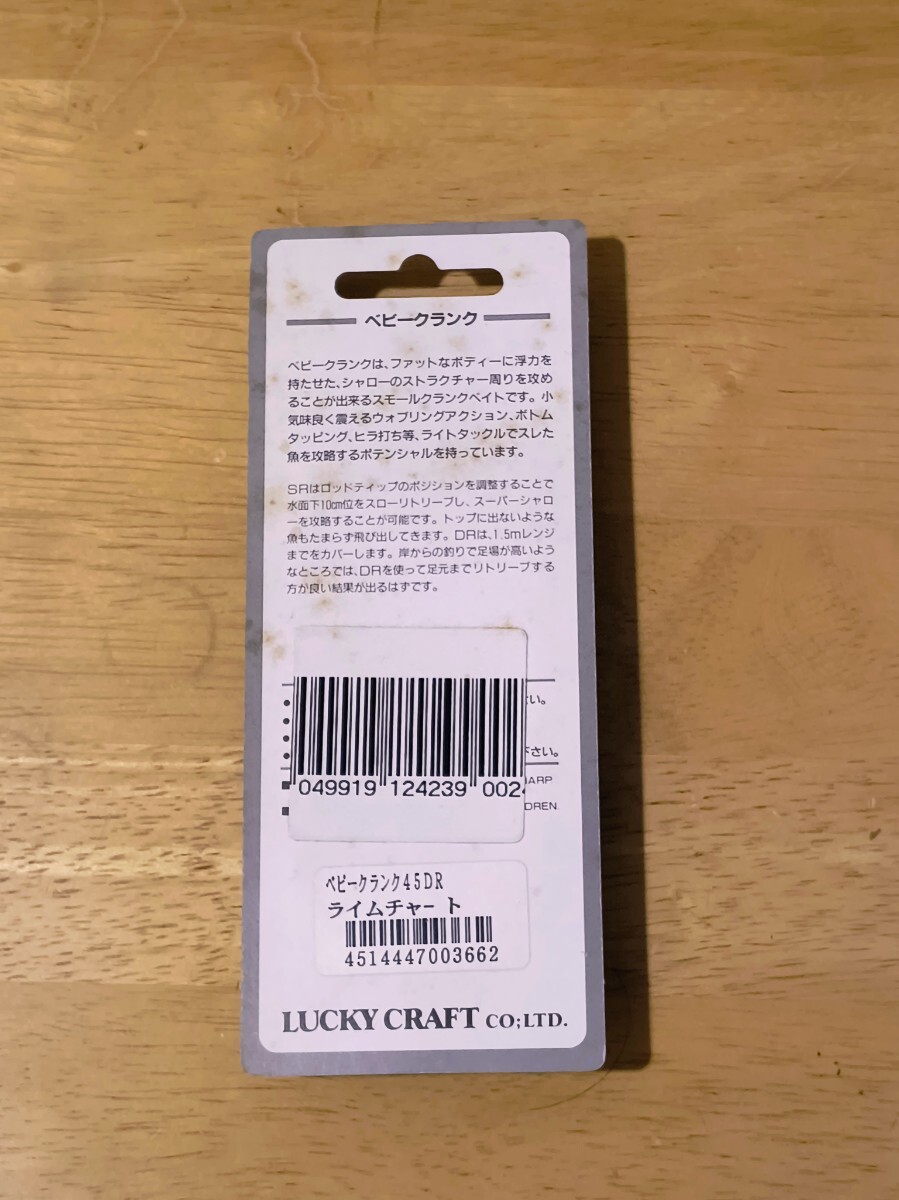 ベビークランク
ベビークランクは、ファットなボディーに浮力を
持たせた、シャローのストラクチャー周りを攻め
ることが出来るスモールクランクベイトです。小
気味良く震えるウォブリングアクション、ボトム
タッピング、ヒラ打ち等、ライトタックルでスレた
魚を攻略するポテンシャルを持っています。
SRはロッドティップのポジションを調整することで
水面下10cm位をスローリトリーブし、スーパーシャロ
ーを攻略することが可能です。トップに出ないような
魚もたまらず飛び出してきます。DRは、1.5mレンジ
までをカバーします。岸からの釣りで足場が高いよう
なところでは、DRを使って足元までリトリーブする
方が良い結果が出るはずです。
い。
下さい。
ARP
DREN.
049919 124239 002
ベビークランク45DR
ライムチャート
4514447003662
LUCKY CRAFT CO;LTD.